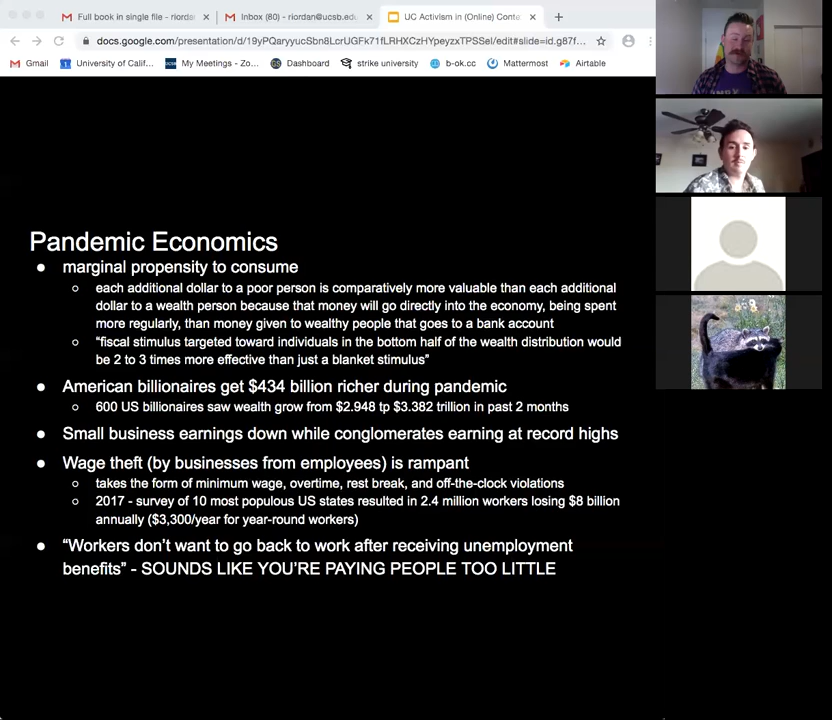 Full book in single file - riordan
Inbox (80) - riordan@ucsb.edu
UC Activism in (Online) Conte
docs.google.com/presentation/d/19yPQaryyucSbn8LcrUGFk71fLRHXCzHYpeyzxTPSSeI/edit#slide=id.g87f...
Gmail
University of Calif...
My Meetings - Zo...
Dashboard
strike university
b-ok.cc
Mattermost
Airtable
Pandemic Economics
● marginal propensity to consume
○ each additional dollar to a poor person is comparatively more valuable than each additional
dollar to a wealth person because that money will go directly into the economy, being spent
more regularly, than money given to wealthy people that goes to a bank account
○ “fiscal stimulus targeted toward individuals in the bottom half of the wealth distribution would
be 2 to 3 times more effective than just a blanket stimulus”
● American billionaires get $434 billion richer during pandemic
○ 600 US billionaires saw wealth grow from $2.948 tp $3.382 trillion in past 2 months
● Small business earnings down while conglomerates earning at record highs
● Wage theft (by businesses from employees) is rampant
○ takes the form of minimum wage, overtime, rest break, and off-the-clock violations
○ 2017 - survey of 10 most populous US states resulted in 2.4 million workers losing $8 billion
annually ($3,300/year for year-round workers)
● “Workers don’t want to go back to work after receiving unemployment
benefits” - SOUNDS LIKE YOU’RE PAYING PEOPLE TOO LITTLE